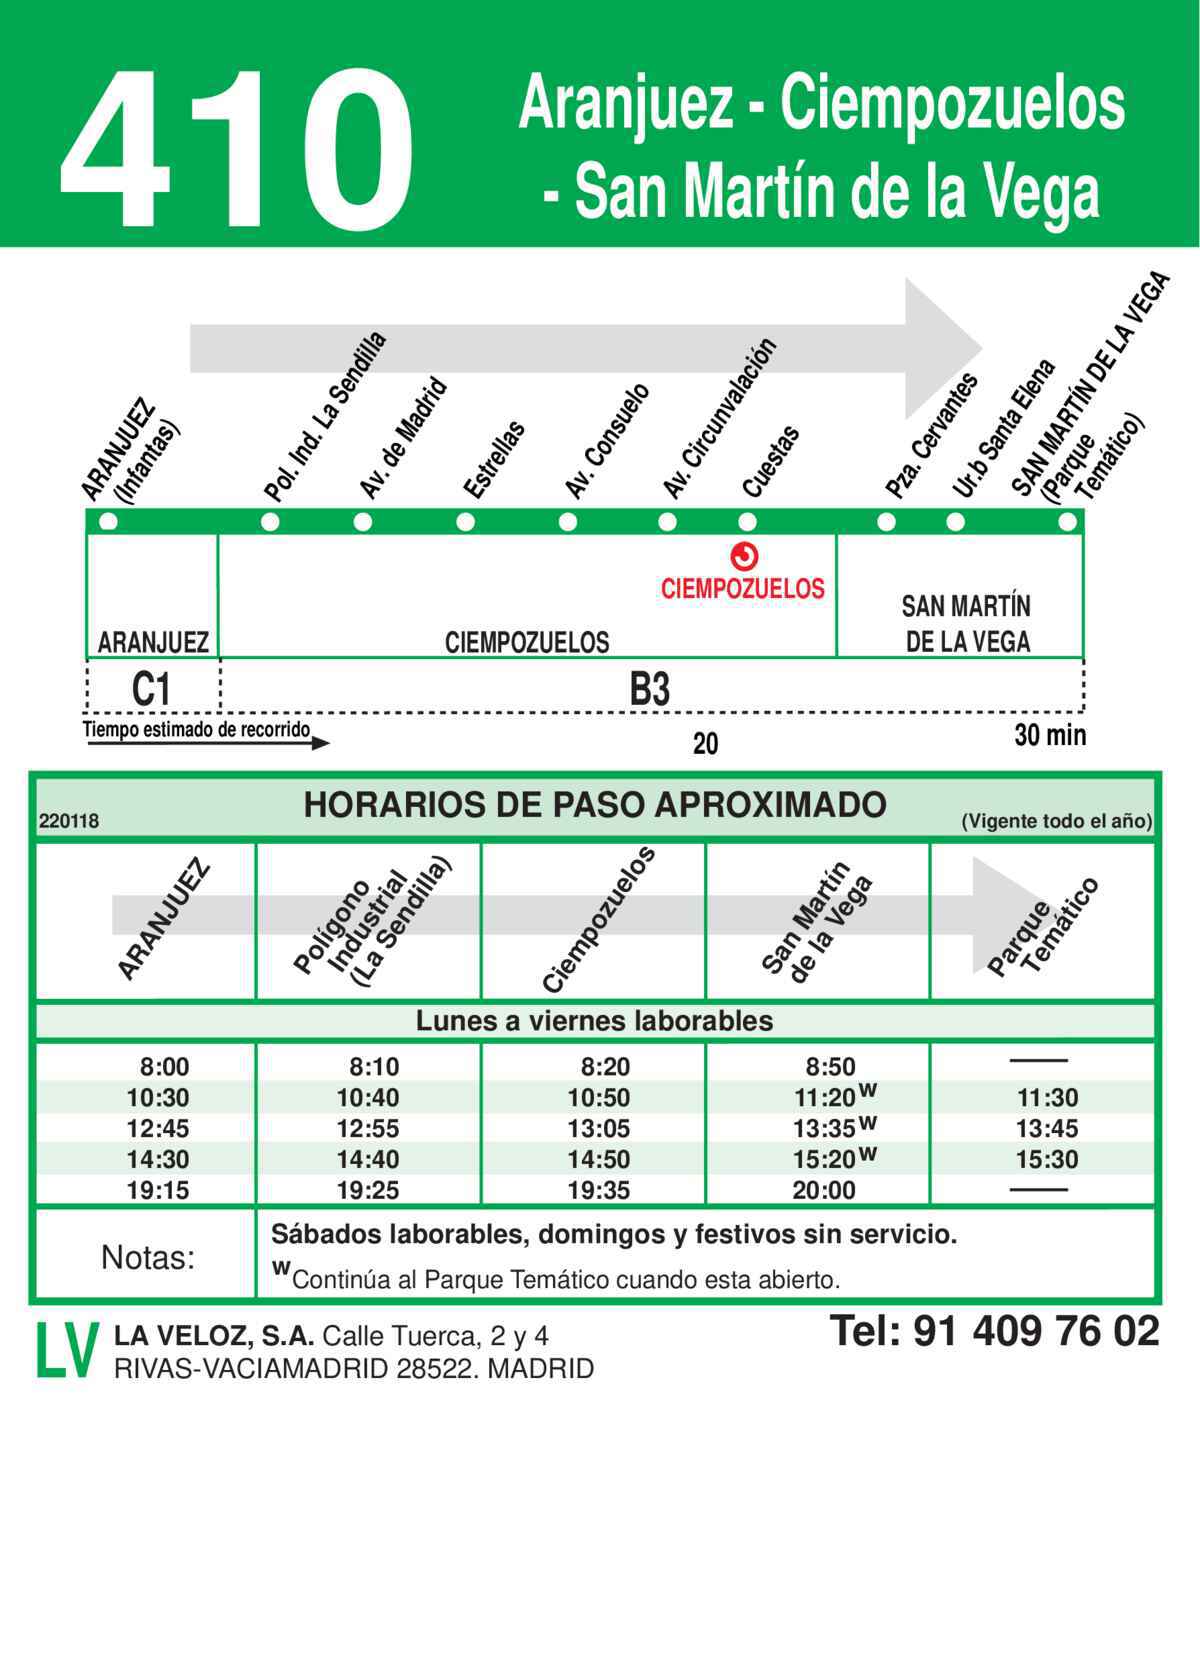 410
Aranjuez - Ciempozuelos
- San Martín de la Vega
ARANJUEZ
(Infantas)
Pol. Ind. La Sendilla
Av. de Madrid
Estrellas
Av. Consuelo
Av. Circunvalación
Cuestas
Pza. Cervantes
Ur.b Santa Elena
SAN MARTÍN DE LA VEGA
(Parque
Temático)
CIEMPOZUELOS
ARANJUEZ
CIEMPOZUELOS
SAN MARTÍN
DE LA VEGA
C1
B3
Tiempo estimado de recorrido
20
30 min
220118
HORARIOS DE PASO APROXIMADO
(Vigente todo el año)
ARANJUEZ
Polígono
Industrial
(La Sendilla)
Ciempozuelos
San Martín
de la Vega
Parque
Temático
Lunes a viernes laborables
8:00 8:10 8:20 8:50 —
10:30 10:40 10:50 11:20 w 11:30
12:45 12:55 13:05 13:35 w 13:45
14:30 14:40 14:50 15:20 w 15:30
19:15 19:25 19:35 20:00 —
Notas:
Sábados laborables, domingos y festivos sin servicio.
w Continúa al Parque Temático cuando esta abierto.
LV
LA VELOZ, S.A. Calle Tuerca, 2 y 4
RIVAS-VACIAMADRID 28522. MADRID
Tel: 91 409 76 02